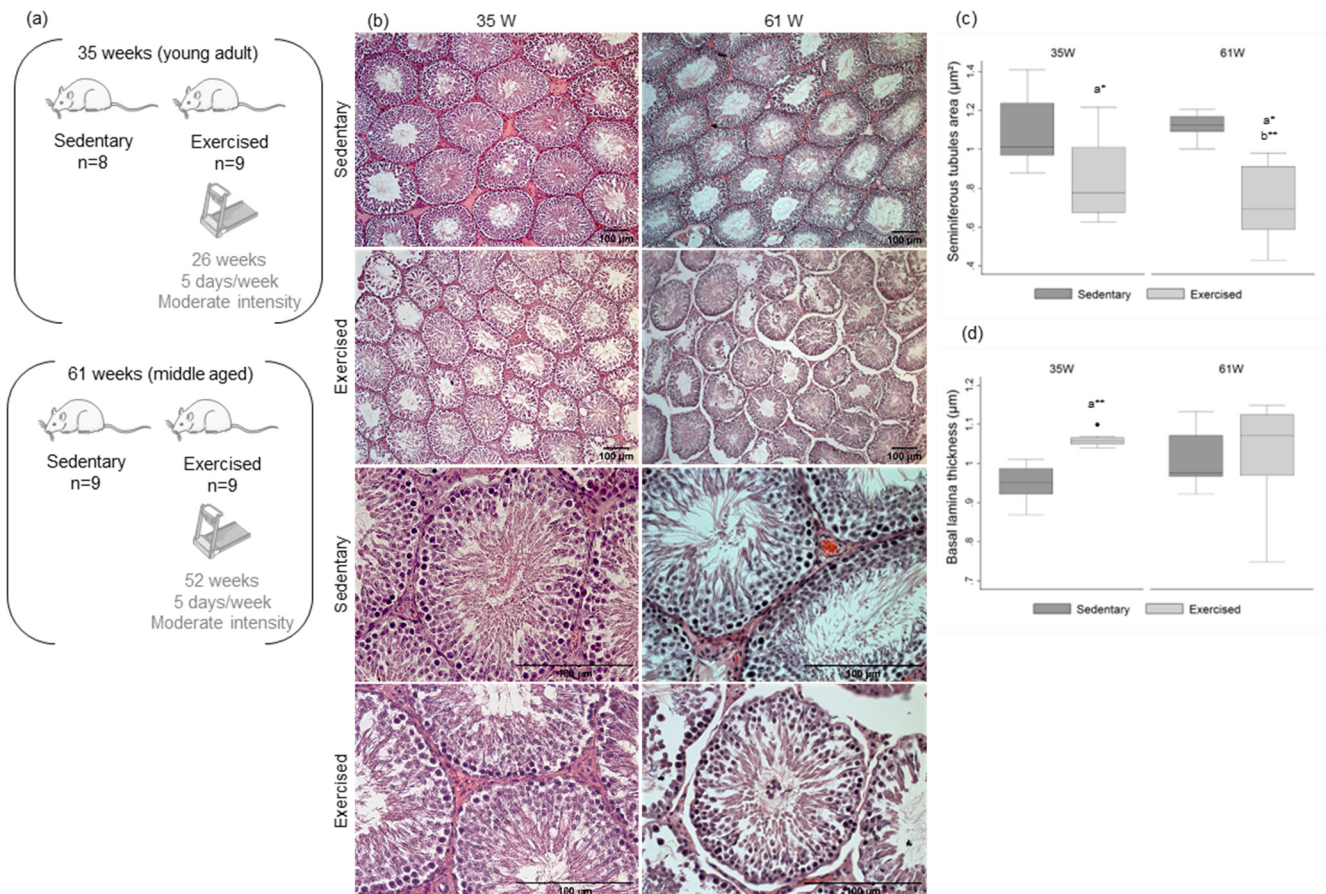 (a)
35 weeks (young adult)
Sedentary
n=8
Exercised
n=9
26 weeks
5 days/week
Moderate intensity
61 weeks (middle aged)
Sedentary
n=9
Exercised
n=9
52 weeks
5 days/week
Moderate intensity
(b)
35 W
61 W
Sedentary
100 µm
100 µm
Exercised
100 µm
100 µm
Sedentary
100 µm
100 µm
Exercised
100 µm
100 µm
(c)
35W
61W
Seminiferous tubules area (µm²)
1.4
1.2
1
.8
.6
.4
a*
a*
b**
Sedentary
Exercised
(d)
35W
61W
Basal lamina thickness (µm)
1.2
1.1
1
.9
.8
.7
a**
Sedentary
Exercised